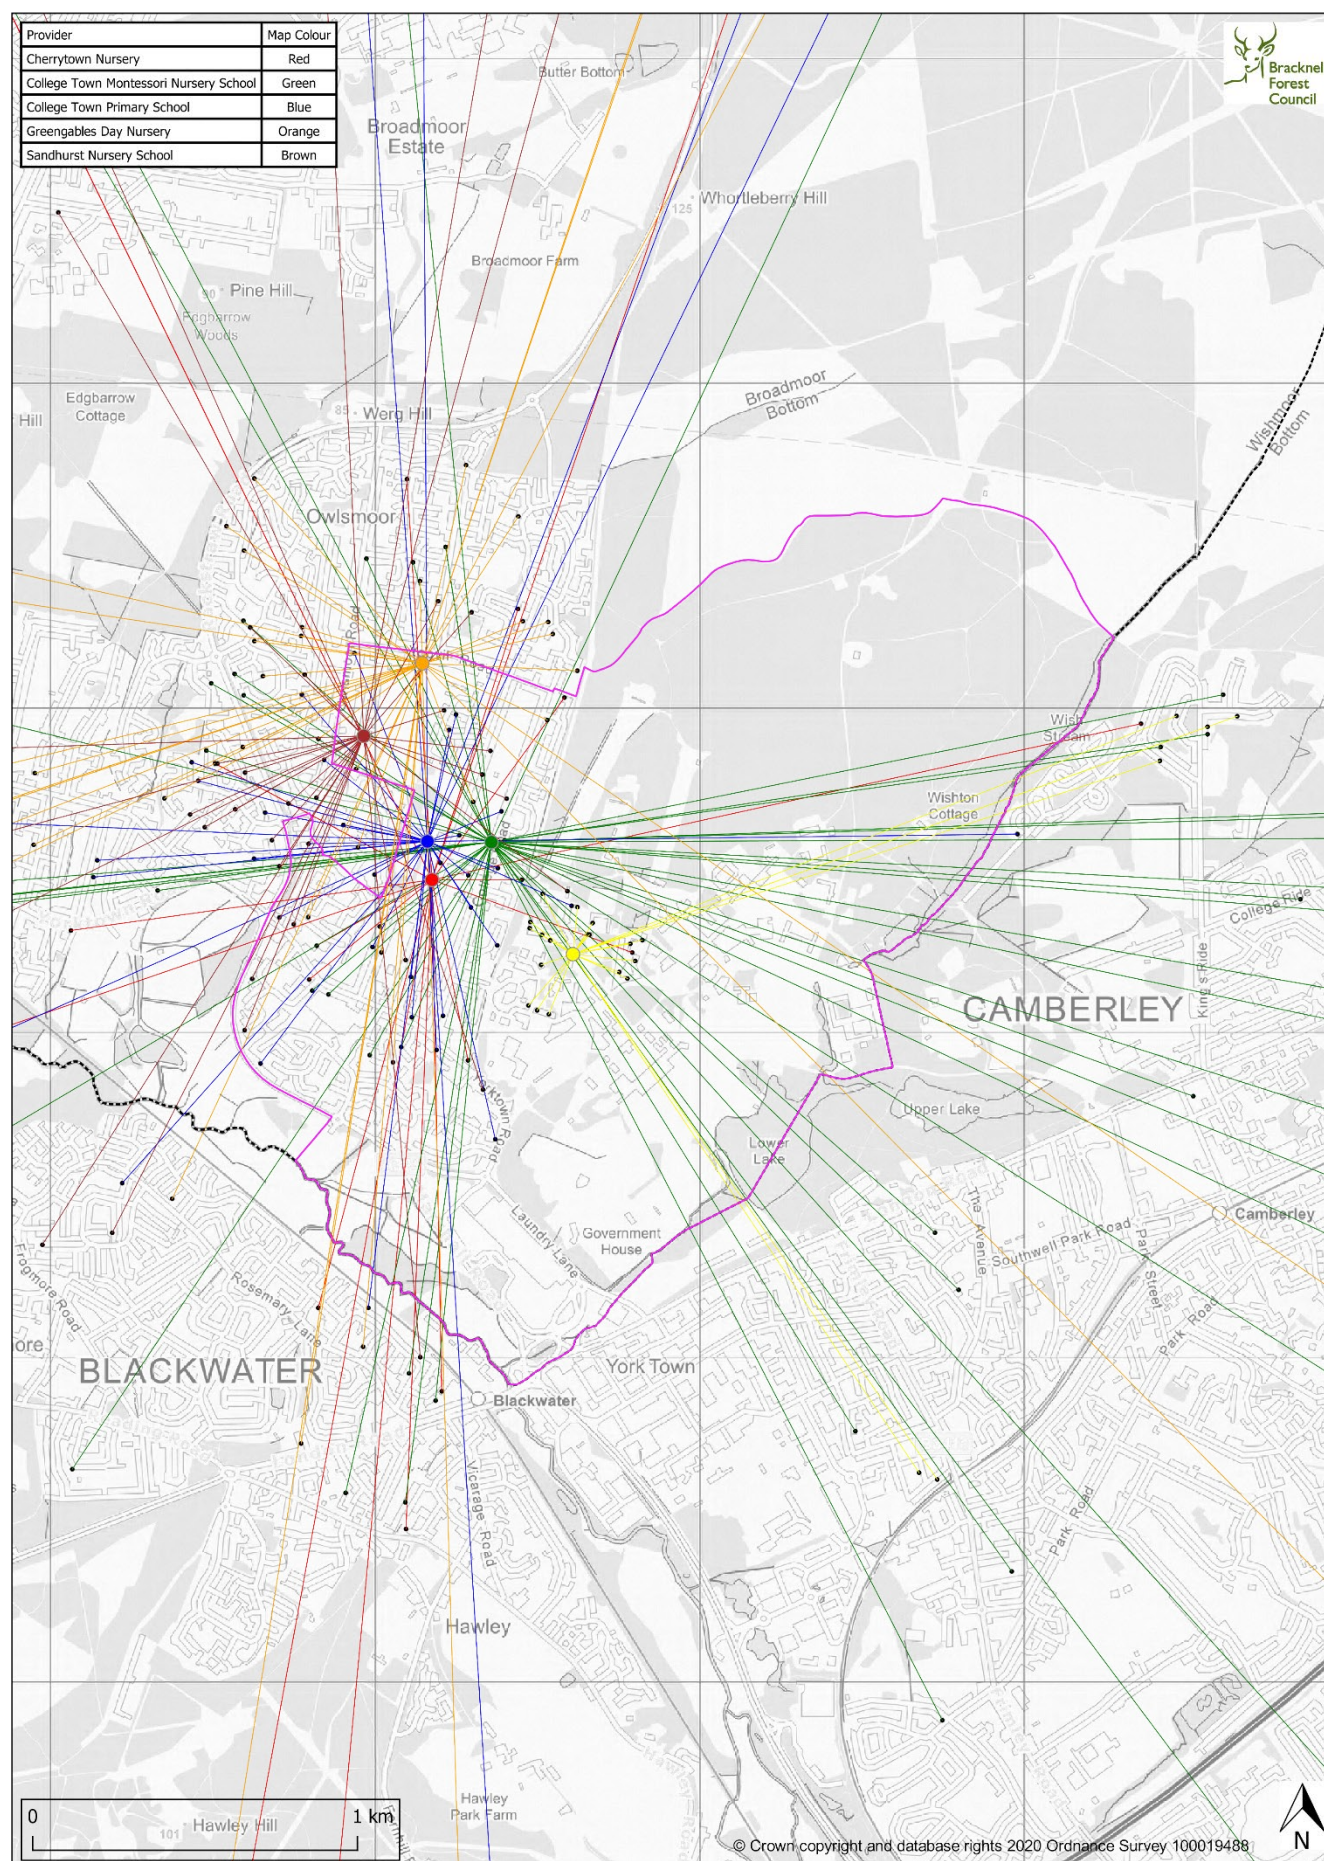 Provider Map Colour
Cherrytown Nursery Red
College Town Montessori Nursery School Green
College Town Primary School Blue
Greengables Day Nursery Orange
Sandhurst Nursery School Brown
Bracknell
Forest
Council
Butter Bottom
Broadmoor
Estate
Whortleberry Hill
125
Broadmoor Farm
90
Pine Hill
Edgbarrow
Woods
Edgbarrow
Cottage
Hill
85
Werg Hill
Broadmoor
Bottom
Wishmoor
Bottom
Owlsmoor
Road
Wish
Stream
Wishton
Cottage
Road
College Ride
King's Ride
CAMBERLEY
Upper Lake
Lower
Lake
Yorktown Road
Government
House
Laundry Lane
The Avenue
Southwell Park Road
Camberley
Park Street
Park Road
Frogmore Road
Rosemary Lane
ore
BLACKWATER
York Town
Blackwater
Vicarage Road
Park Road
Hawley
Hawley
Park Farm
0 1 km
101
Hawley Hill
© Crown copyright and database rights 2020 Ordnance Survey 100019488
N